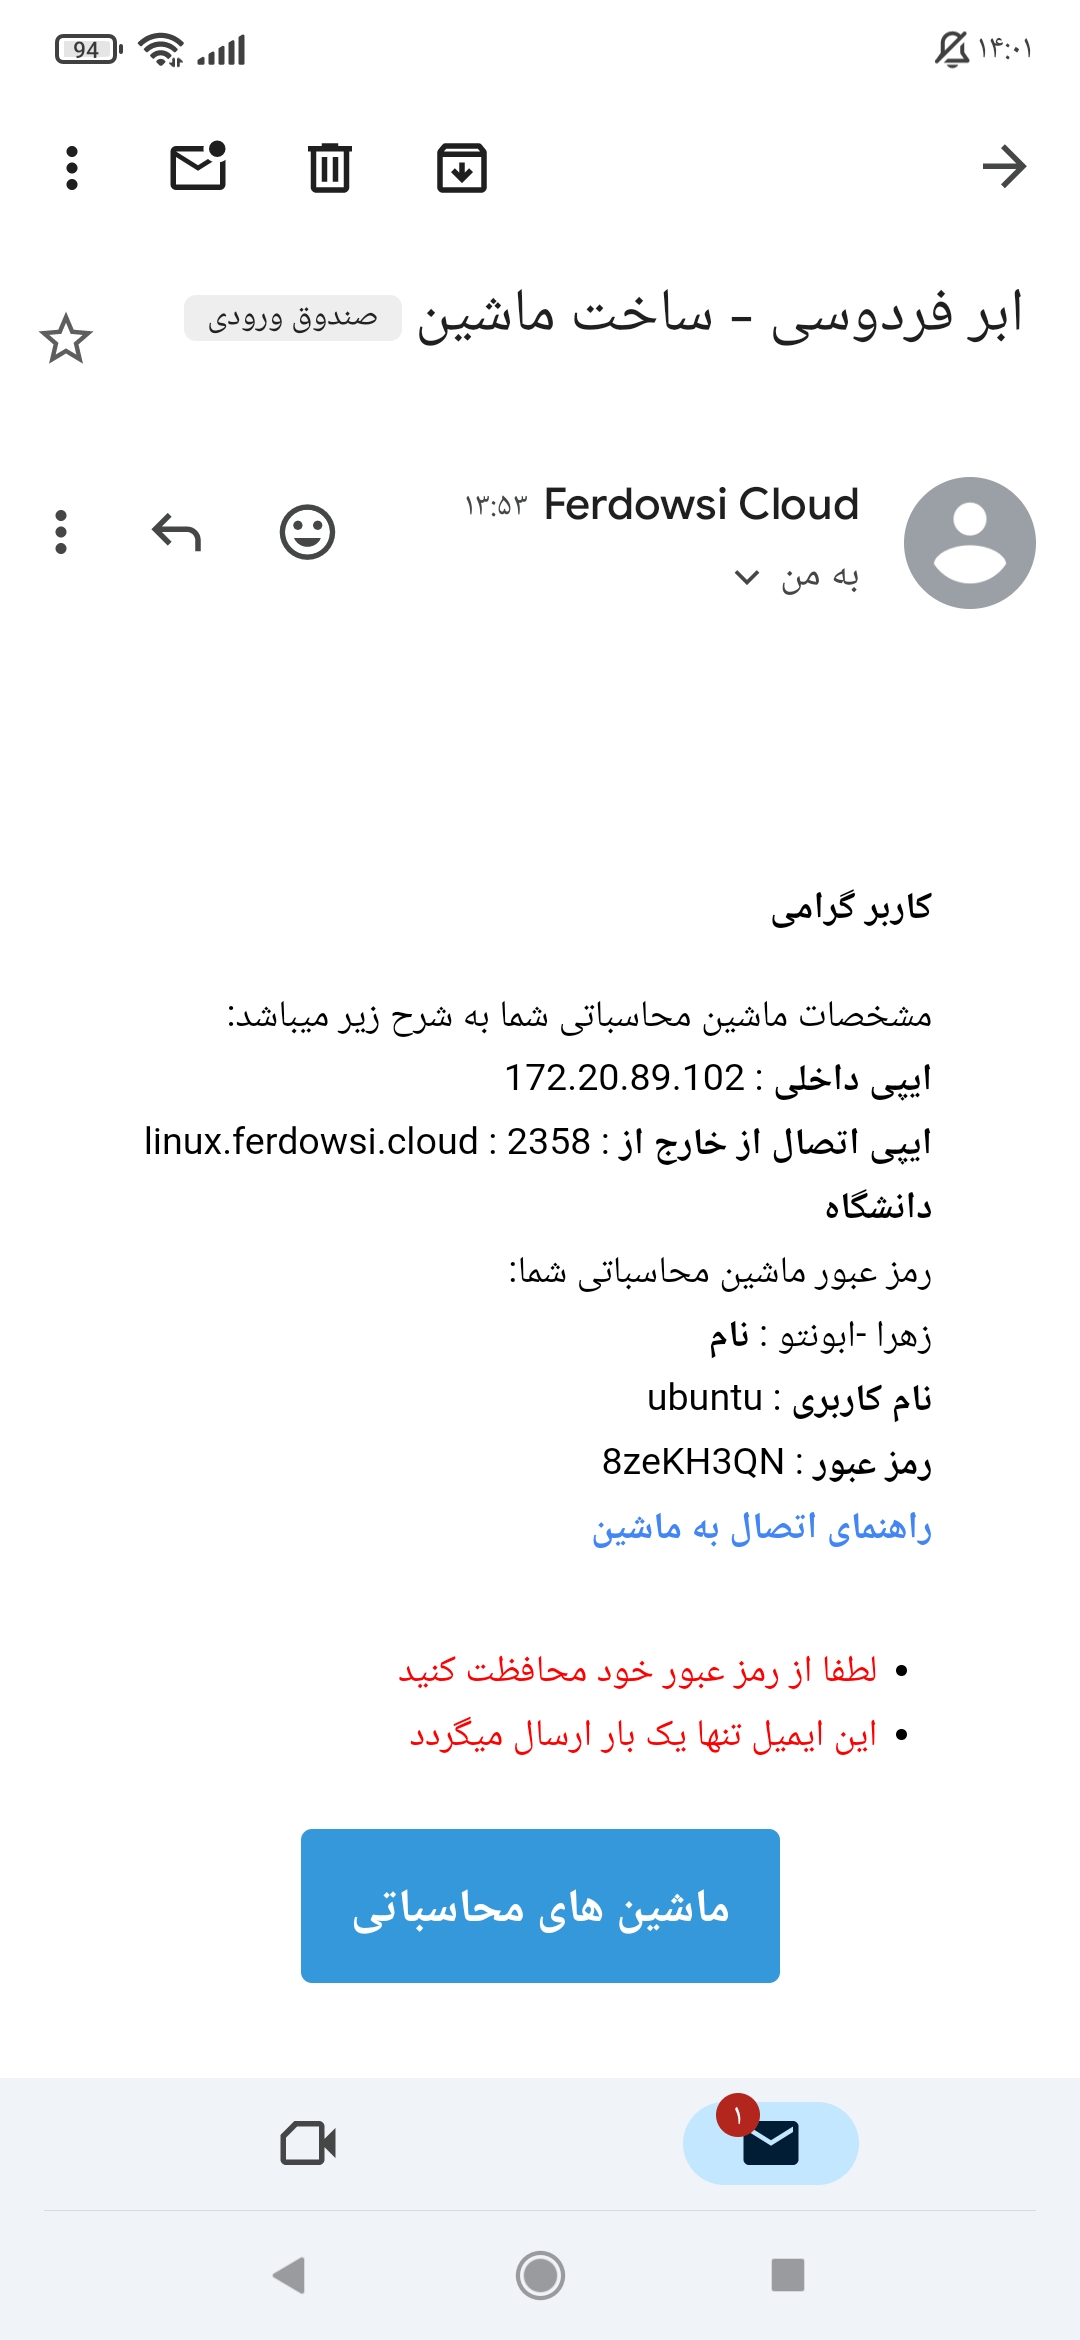 94
۱۴:۰۱
ابر فردوسی - ساخت ماشین صندوق ورودی
Ferdowsi Cloud ۱۳:۵۳
به من
کاربر گرامی
مشخصات ماشین محاسباتی شما به شرح زیر میباشد:
ایپی داخلی : 172.20.89.102
ایپی اتصال از خارج از : linux.ferdowsi.cloud : 2358
دانشگاه
رمز عبور ماشین محاسباتی شما:
زهرا -ابونتو : نام
نام کاربری : ubuntu
رمز عبور : 8zeKH3QN
راهنمای اتصال به ماشین
• لطفا از رمز عبور خود محافظت کنید
• این ایمیل تنها یک بار ارسال میگردد
ماشین های محاسباتی
۱